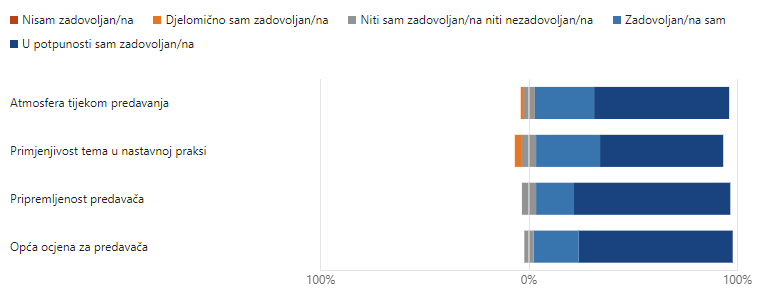 Nisam zadovoljan/na Djelomično sam zadovoljan/na Niti sam zadovoljan/na niti nezadovoljan/na Zadovoljan/na sam
U potpunosti sam zadovoljan/na
Atmosfera tijekom predavanja
Primjenjivost tema u nastavnoj praksi
Pripremljenost predavača
Opća ocjena za predavača
100% 0% 100%